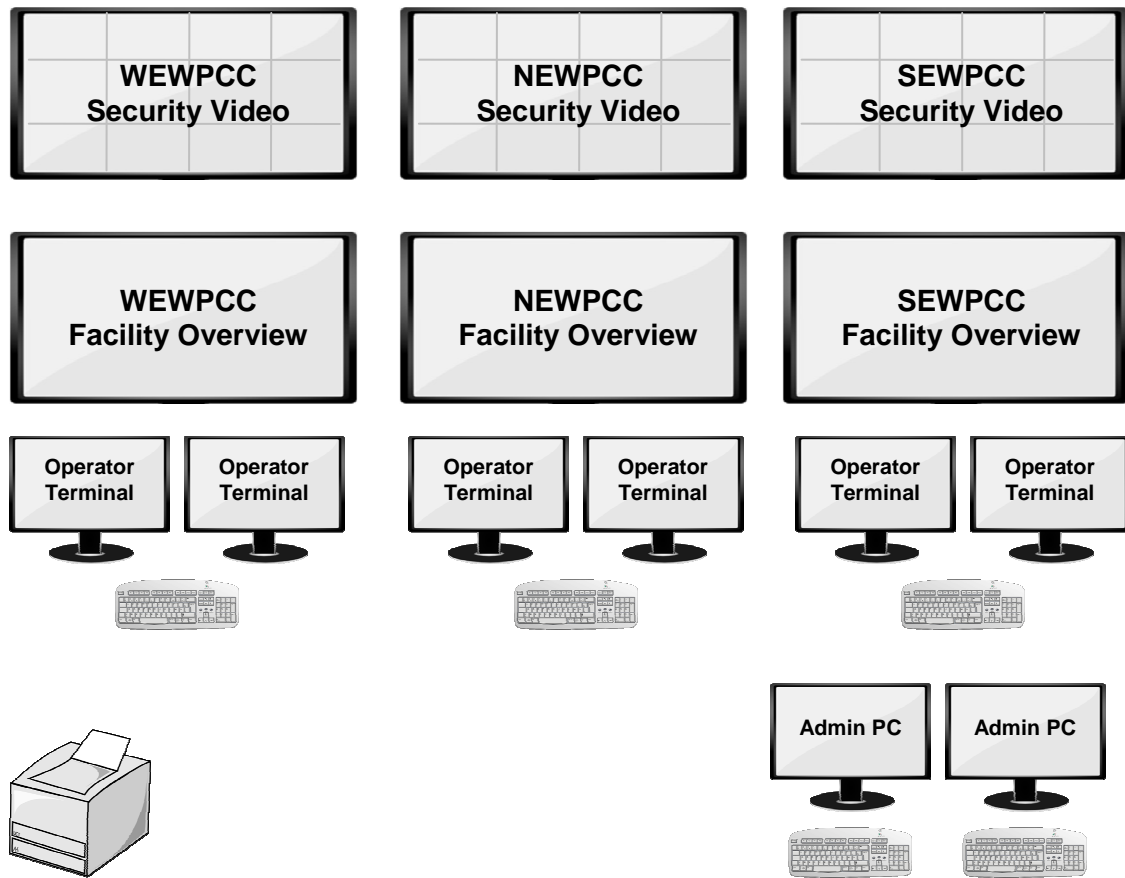 WEWPCC
Security Video
NEWPCC
Security Video
SEWPCC
Security Video
WEWPCC
Facility Overview
NEWPCC
Facility Overview
SEWPCC
Facility Overview
Operator
Terminal
Operator
Terminal
Operator
Terminal
Operator
Terminal
Operator
Terminal
Operator
Terminal
Admin PC
Admin PC